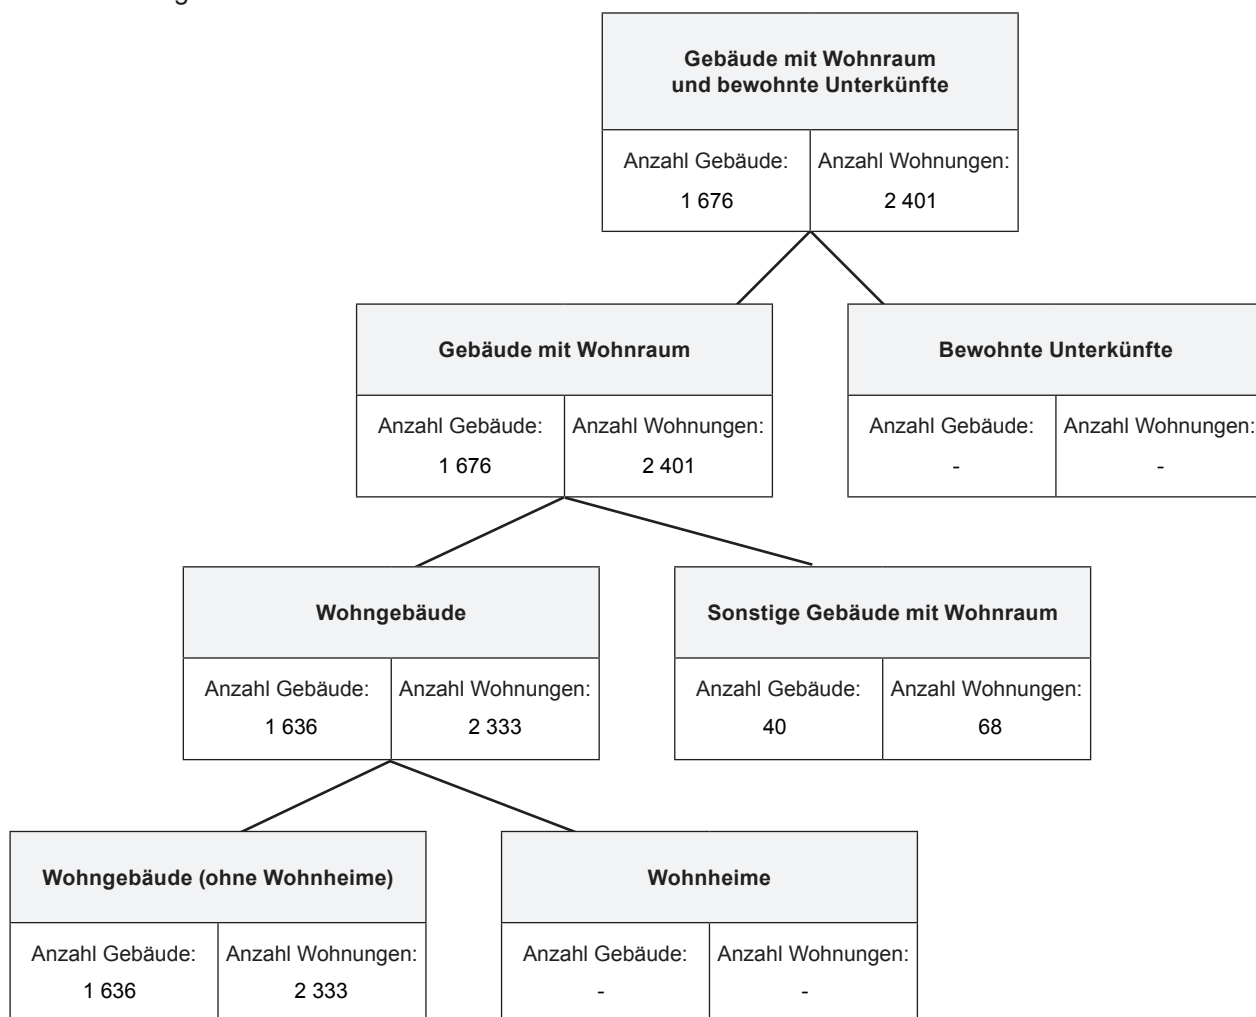 Gebäude mit Wohnraum
und bewohnte Unterkünfte
Anzahl Gebäude: Anzahl Wohnungen:
1 676 2 401
Gebäude mit Wohnraum Bewohnte Unterkünfte
Anzahl Gebäude: Anzahl Wohnungen: Anzahl Gebäude: Anzahl Wohnungen:
1 676 2 401 - -
Wohngebäude Sonstige Gebäude mit Wohnraum
Anzahl Gebäude: Anzahl Wohnungen: Anzahl Gebäude: Anzahl Wohnungen:
1 636 2 333 40 68
Wohngebäude (ohne Wohnheime) Wohnheime
Anzahl Gebäude: Anzahl Wohnungen: Anzahl Gebäude: Anzahl Wohnungen:
1 636 2 333 - -